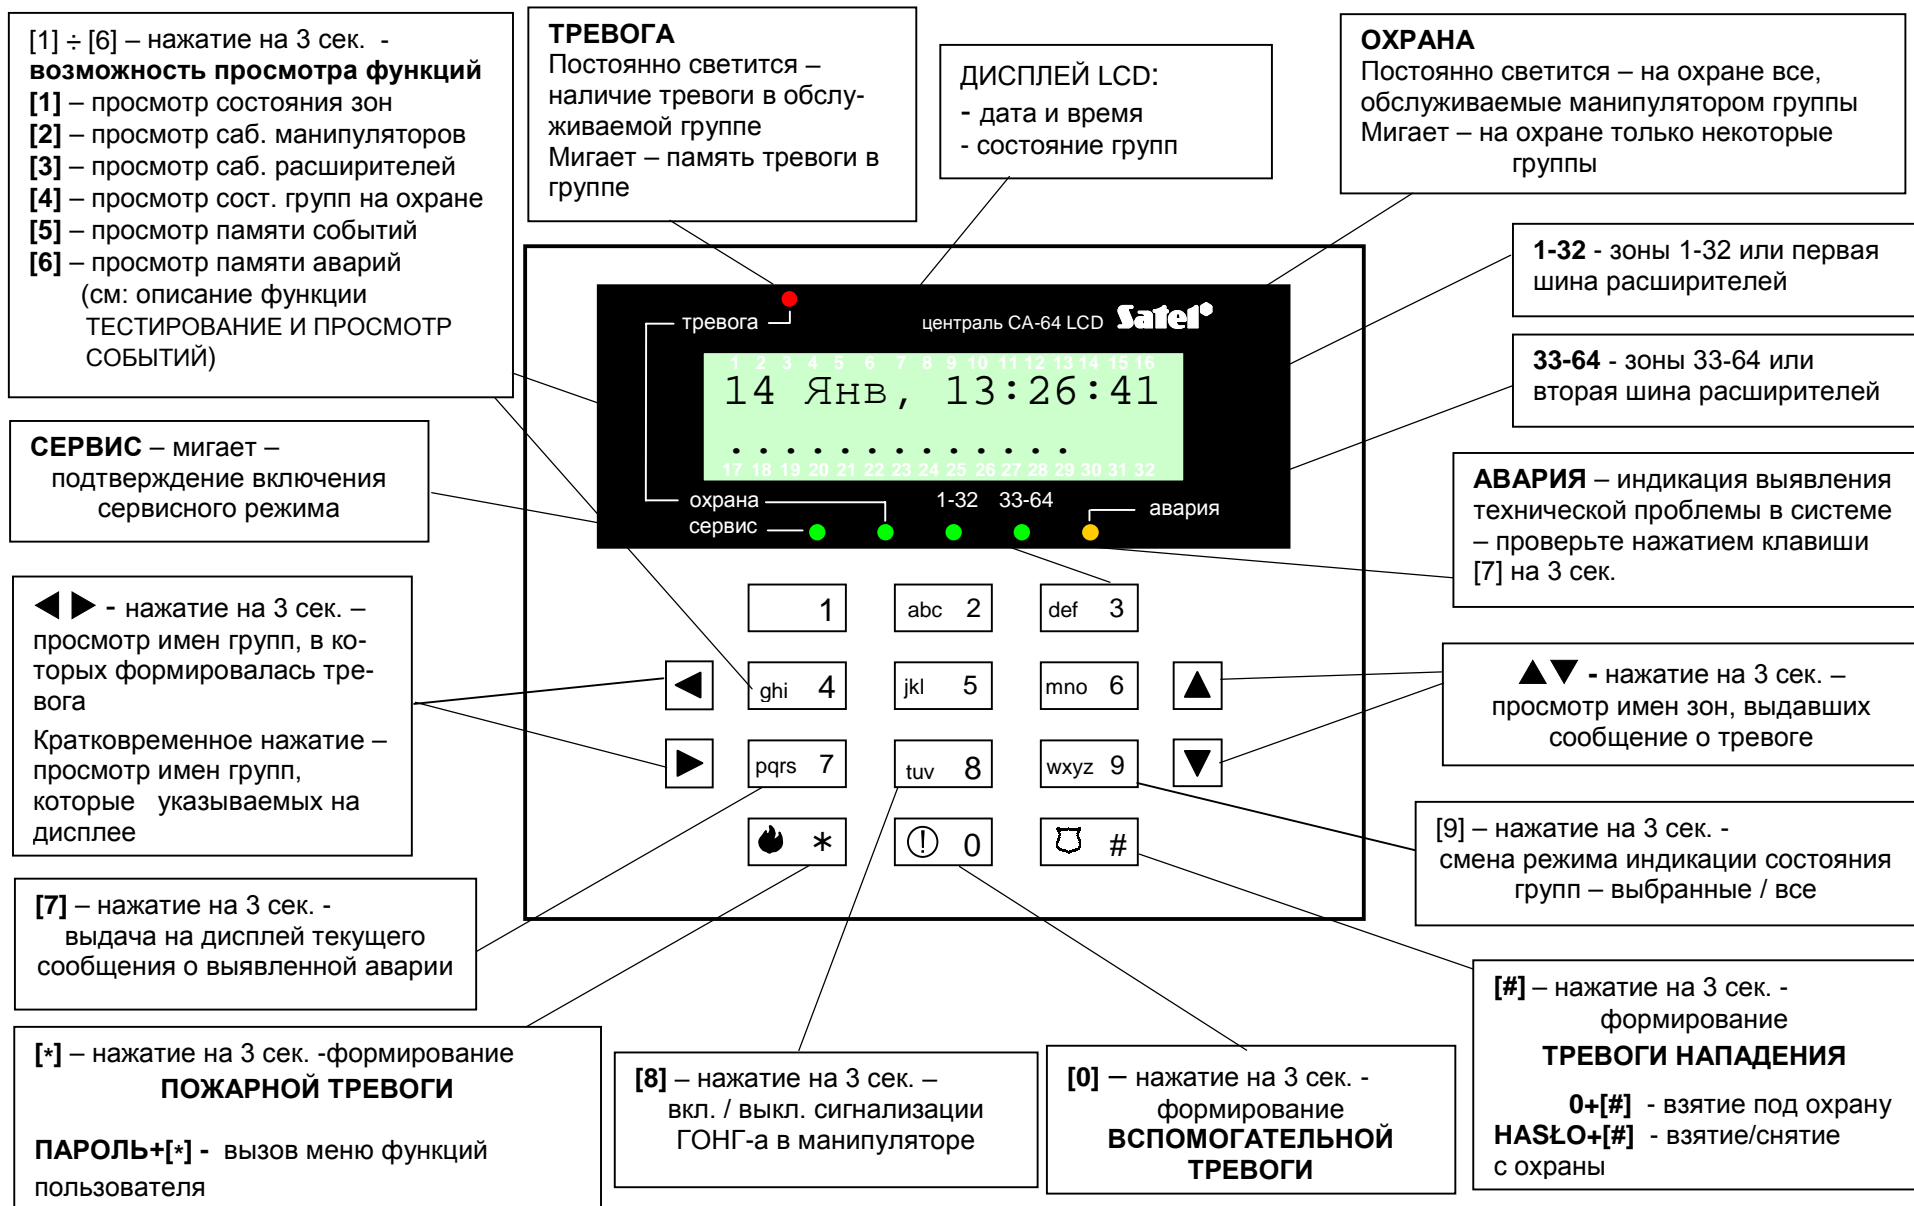 [1] ÷ [6] – нажатие на 3 сек. -
возможность просмотра функций
[1] – просмотр состояния зон
[2] – просмотр саб. манипуляторов
[3] – просмотр саб. расширителей
[4] – просмотр сост. групп на охране
[5] – просмотр памяти событий
[6] – просмотр памяти аварий
(см: описание функции
ТЕСТИРОВАНИЕ И ПРОСМОТР
СОБЫТИЙ)
ТРЕВОГА
Постоянно светится –
наличие тревоги в обслу-
живаемой группе
Мигает – память тревоги в
группе
ДИСПЛЕЙ LCD:
- дата и время
- состояние групп
ОХРАНА
Постоянно светится – на охране все,
обслуживаемые манипулятором группы
Мигает – на охране только некоторые
группы
1-32 - зоны 1-32 или первая
шина расширителей
33-64 - зоны 33-64 или
вторая шина расширителей
СЕРВИС – мигает –
подтверждение включения
сервисного режима
тревога
централь CA-64 LCD Satel
1 2 3 4 5 6 7 8 9 10 11 12 13 14 15 16
14 Янв, 13:26:41
. . . . . . . . . . . . .
17 18 19 20 21 22 23 24 25 26 27 28 29 30 31 32
охрана 1-32 33-64 авария
сервис
АВАРИЯ – индикация выявления
технической проблемы в системе
– проверьте нажатием клавиши
[7] на 3 сек.
◀ ▶ - нажатие на 3 сек. –
просмотр имен групп, в ко-
торых формировалась тре-
вога
Кратковременное нажатие –
просмотр имен групп,
которые указываемых на
дисплее
1
abc 2
def 3
◀
ghi 4
jkl 5
mno 6
▲
▶
pqrs 7
tuv 8
wxyz 9
▼
*
! 0
#
▲▼ - нажатие на 3 сек. –
просмотр имен зон, выдавших
сообщение о тревоге
[9] – нажатие на 3 сек. -
смена режима индикации состояния
групп – выбранные / все
[7] – нажатие на 3 сек. -
выдача на дисплей текущего
сообщения о выявленной аварии
[*] – нажатие на 3 сек. -формирование
ПОЖАРНОЙ ТРЕВОГИ
ПАРОЛЬ+[*] - вызов меню функций
пользователя
[8] – нажатие на 3 сек. –
вкл. / выкл. сигнализации
ГОНГ-а в манипуляторе
[0] – нажатие на 3 сек. -
формирование
ВСПОМОГАТЕЛЬНОЙ
ТРЕВОГИ
[#] – нажатие на 3 сек. -
формирование
ТРЕВОГИ НАПАДЕНИЯ
0+[#] - взятие под охрану
HASŁO+[#] - взятие/снятие
с охраны